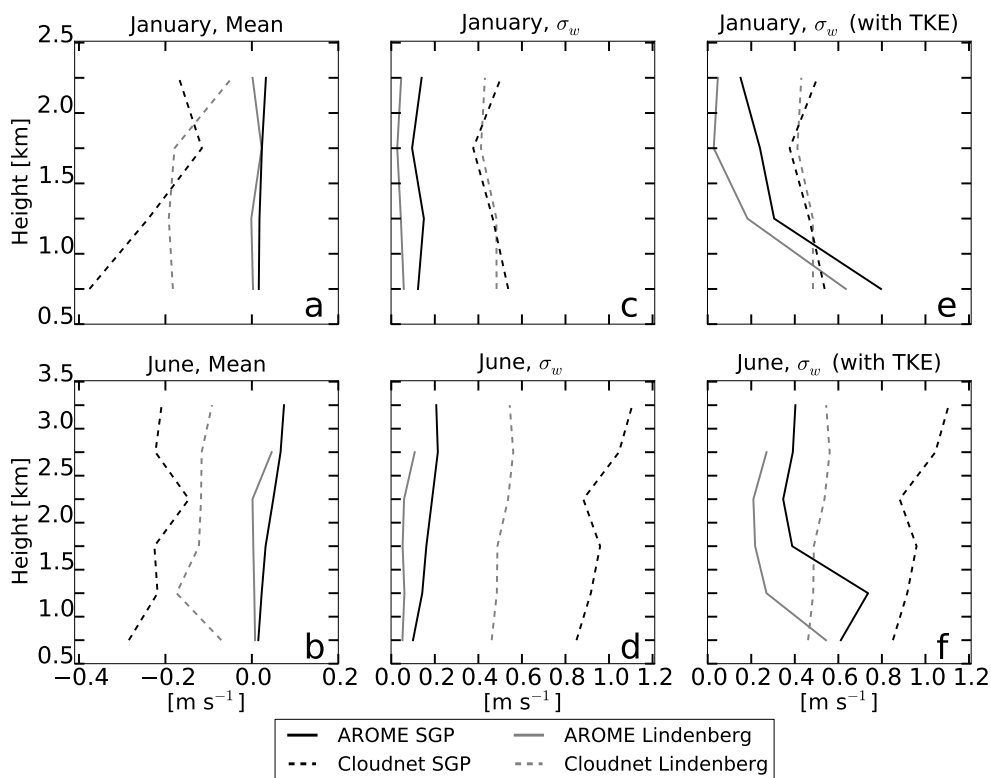 January, Mean
January, σw
January, σw (with TKE)
2.5
2.0
1.5
1.0
0.5
Height [km]
a
c
e
June, Mean
June, σw
June, σw (with TKE)
3.5
3.0
2.5
2.0
1.5
1.0
0.5
Height [km]
b
d
f
−0.4 −0.2 0.0 0.2
0.0 0.2 0.4 0.6 0.8 1.0 1.2
0.0 0.2 0.4 0.6 0.8 1.0 1.2
[m s−1]
[m s−1]
[m s−1]
AROME SGP
AROME Lindenberg
Cloudnet SGP
Cloudnet Lindenberg